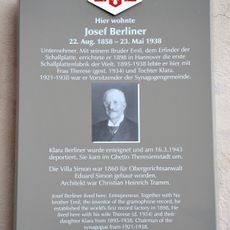 Hier wohnte
Josef Berliner
22. Aug. 1858 – 23. Mai 1938
Unternehmer. Mit seinem Bruder Emil, dem Erfinder der
Schallplatte, errichtete er 1898 in Hannover die erste
Schallplattenfabrik der Welt. 1895-1938 lebte er hier mit
Frau Therese (gest. 1934) und Tochter Klara.
1921-1938 war er Vorsitzender der Synagogengemeinde.
Klara Berliner wurde enteignet und am 16.3.1943
deportiert. Sie kam im Ghetto Theresienstadt um.
Die Villa Simon war 1860 für Obergerichtsanwalt
Eduard Simon gebaut worden.
Architekt war Christian Heinrich Tramm.
Josef Berliner lived here. Entrepreneur. Together with his
brother Emil, the inventor of the gramophone record, he
established the world's first record factory in 1898. He
lived here with his wife Therese (d. 1934) and their
daughter Klara from 1895-1938. Chairman of the
synagogue from 1921-1938.